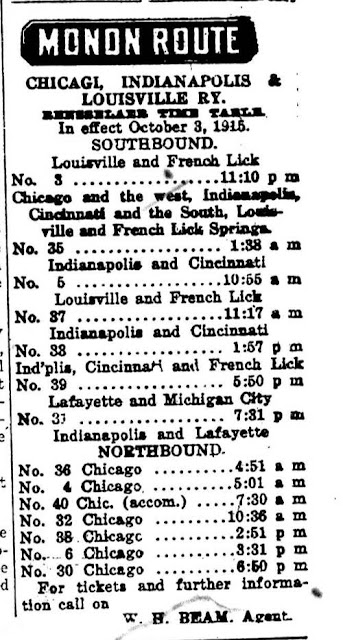 MONON ROUTE
CHICAGI, INDIANAPOLIS &
LOUISVILLE RY.
RENSSELAER TIME TABLE.
In effect October 3, 1915.
SOUTHBOUND.
Louisville and French Lick
No. 3 ....................11:10 p m
Chicago and the west, Indianapolis,
Cincinnati and the South, Louis-
ville and French Lick Springs.
No. 35 .................... 1:38 a m
Indianapolis and Cincinnati
No. 5 ....................10:55 a m
Louisville and French Lick
No. 37 ....................11:17 a m
Indianapolis and Cincinnati
No. 33 .................... 1:57 p m
Ind'plis, Cincinnati and French Lick
No. 39 .................... 5:50 p m
Lafayette and Michigan City
No. .................... 7:31 p m
Indianapolis and Lafayette
NORTHBOUND.
No. 36 Chicago ........... 4:51 a m
No. 4 Chicago ........... 5:01 a m
No. 40 Chic. (accom.) ..... 7:30 a m
No. 32 Chicago ...........10:36 a m
No. 38 Chicago ........... 2:51 p m
No. 6 Chicago ........... 3:31 p m
No. 30 Chicago ........... 6:50 p m
For tickets and further informa-
tion call on
W. H. BEAM. Agent.